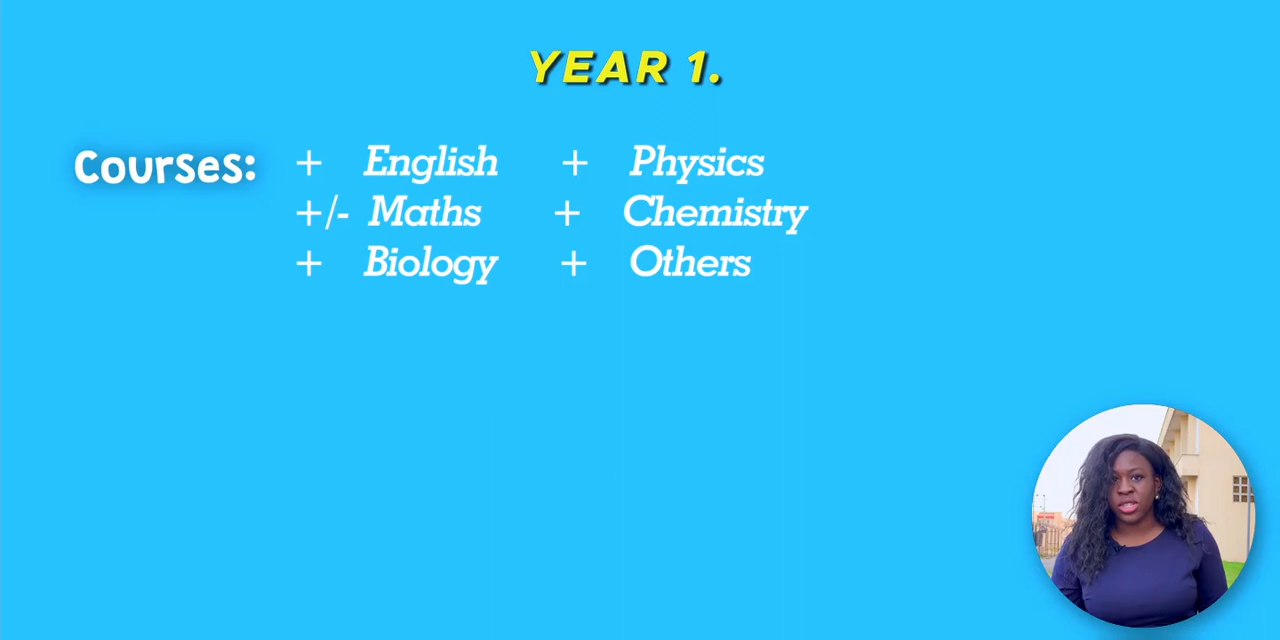 YEAR 1.
Courses: + English + Physics
+/- Maths + Chemistry
+ Biology + Others